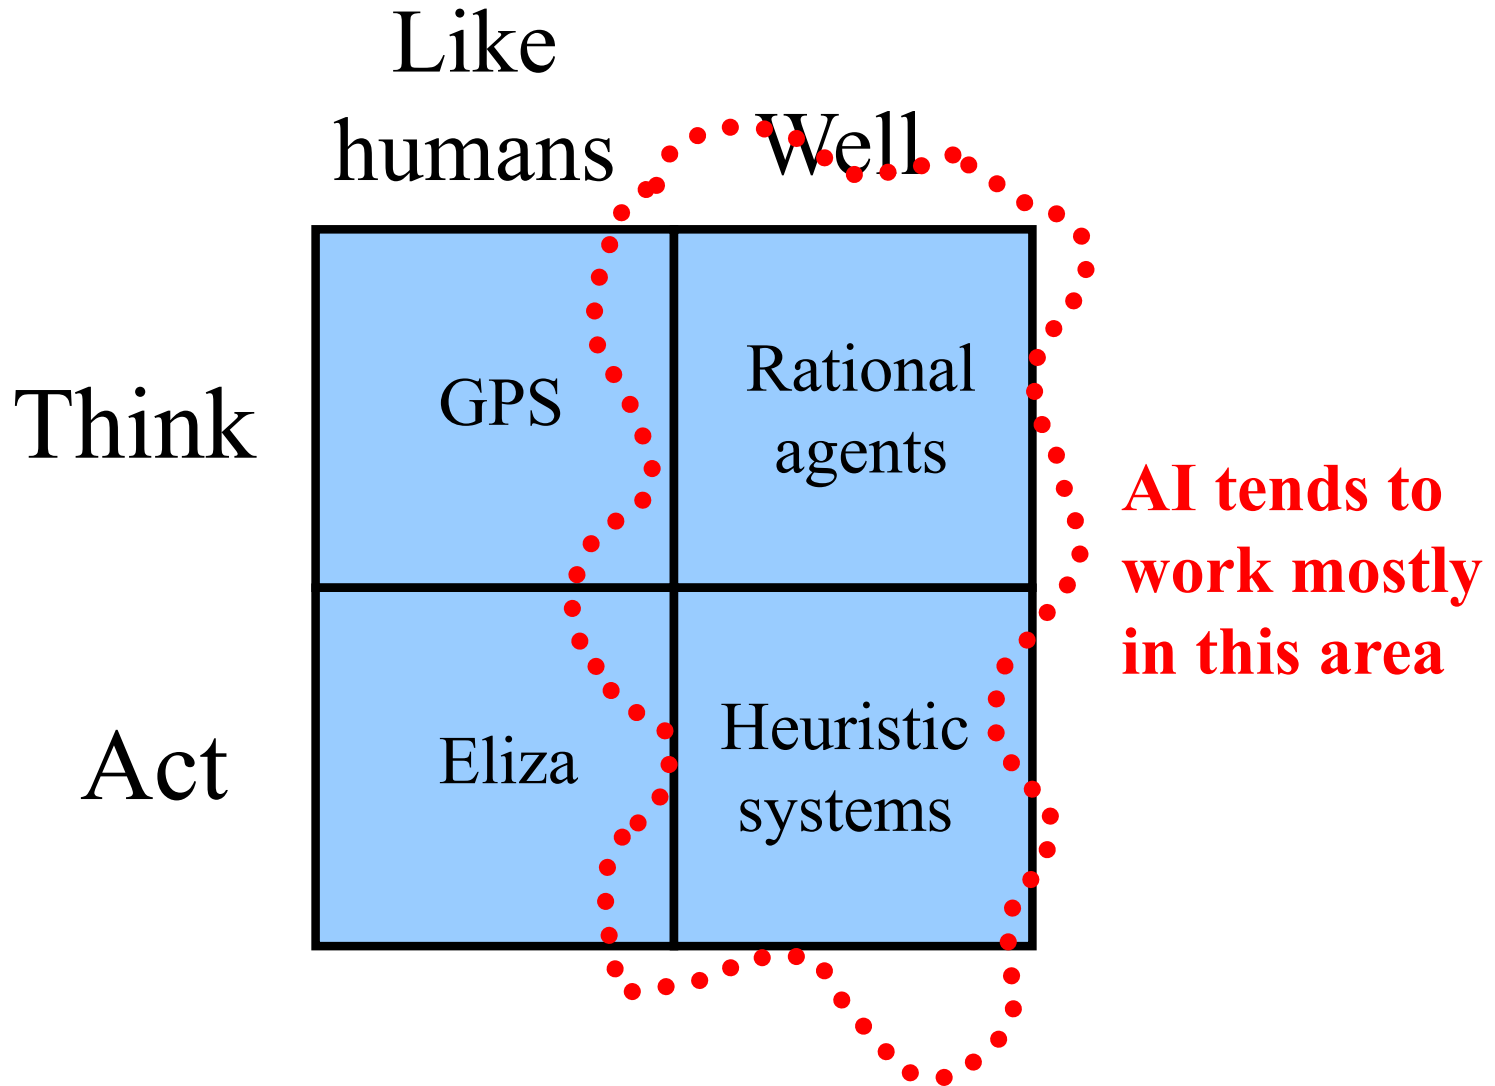 Like
humans
Well
Think
GPS
Rational
agents
AI tends to
work mostly
in this area
Act
Eliza
Heuristic
systems